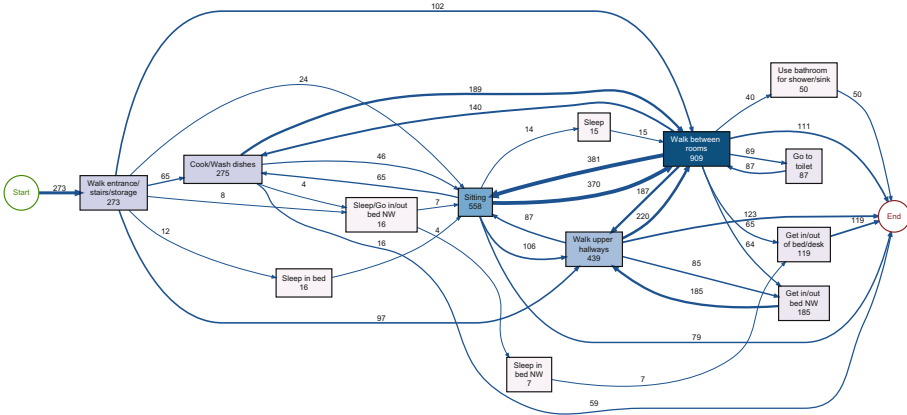 102
24
189
140
Use bathroom
for shower/sink
50
40
50
14
Sleep
15
15
Walk between
rooms
909
111
69
87
Go to
toilet
87
Start
273
Walk entrance/
stairs/storage
273
65
Cook/Wash dishes
275
46
65
381
370
187
220
8
4
Sleep/Go in/out
bed NW
16
7
Sitting
558
4
87
106
Walk upper
hallways
439
123
65
64
Get in/out
of bed/desk
119
119
End
12
16
Sleep in bed
16
85
185
Get in/out
bed NW
185
97
79
Sleep in
bed NW
7
7
59